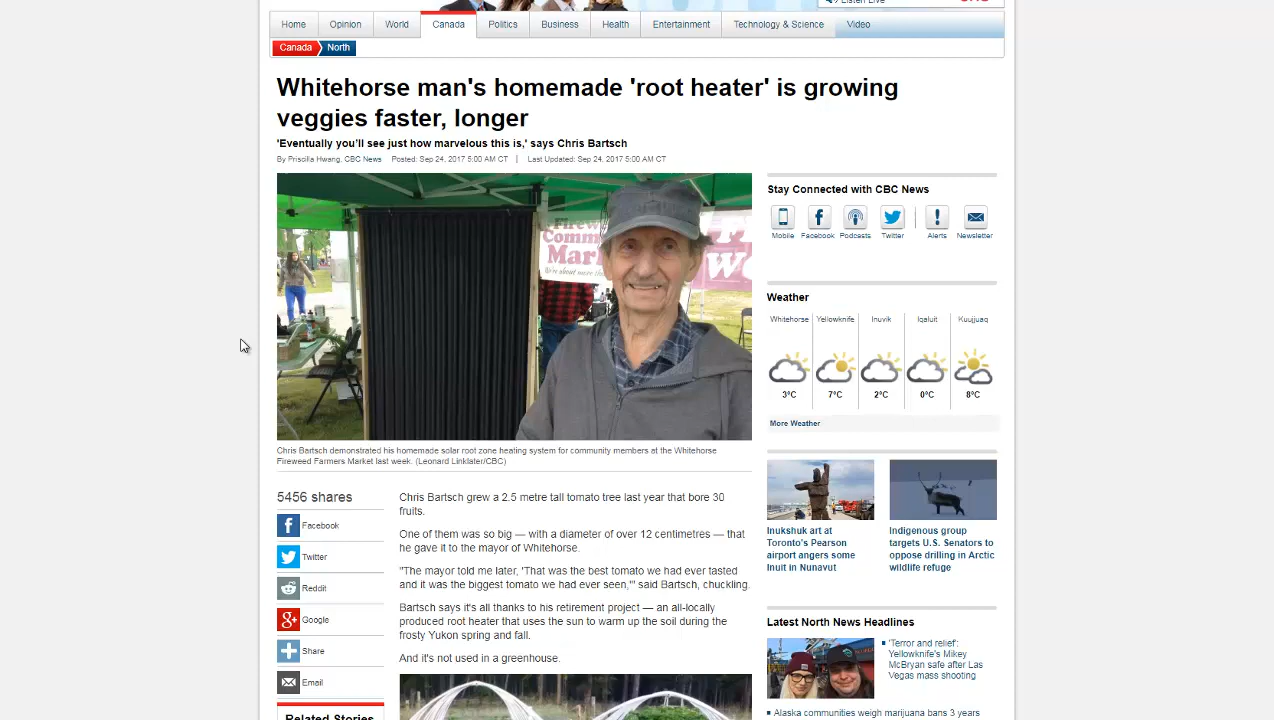 Listen Live
Home Opinion World Canada Politics Business Health Entertainment Technology & Science Video
Canada North
Whitehorse man's homemade 'root heater' is growing
veggies faster, longer
'Eventually you'll see just how marvelous this is,' says Chris Bartsch
By Priscilla Hwang, CBC News Posted: Sep 24, 2017 5:00 AM CT | Last Updated: Sep 24, 2017 5:00 AM CT
Chris Bartsch demonstrated his homemade solar root zone heating system for community members at the Whitehorse
Fireweed Farmers Market last week. (Leonard Linklater/CBC)
5456 shares
Facebook
Twitter
Reddit
Google
Share
Email
Related Stories
Chris Bartsch grew a 2.5 metre tall tomato tree last year that bore 30
fruits.
One of them was so big — with a diameter of over 12 centimetres — that
he gave it to the mayor of Whitehorse.
"The mayor told me later, 'That was the best tomato we had ever tasted
and it was the biggest tomato we had ever seen,'" said Bartsch, chuckling.
Bartsch says it's all thanks to his retirement project — an all-locally
produced root heater that uses the sun to warm up the soil during the
frosty Yukon spring and fall.
And it's not used in a greenhouse.
Stay Connected with CBC News
Mobile Facebook Podcasts Twitter Alerts Newsletter
Weather
Whitehorse Yellowknife Inuvik Iqaluit Kuujjuaq
3°C 7°C 2°C 0°C 8°C
More Weather
Inukshuk art at
Toronto's Pearson
airport angers some
Inuit in Nunavut
Indigenous group
targets U.S. Senators to
oppose drilling in Arctic
wildlife refuge
Latest North News Headlines
'Terror and relief':
Yellowknife's Mikey
McBryan safe after Las
Vegas mass shooting
Alaska communities weigh marijuana bans 3 years